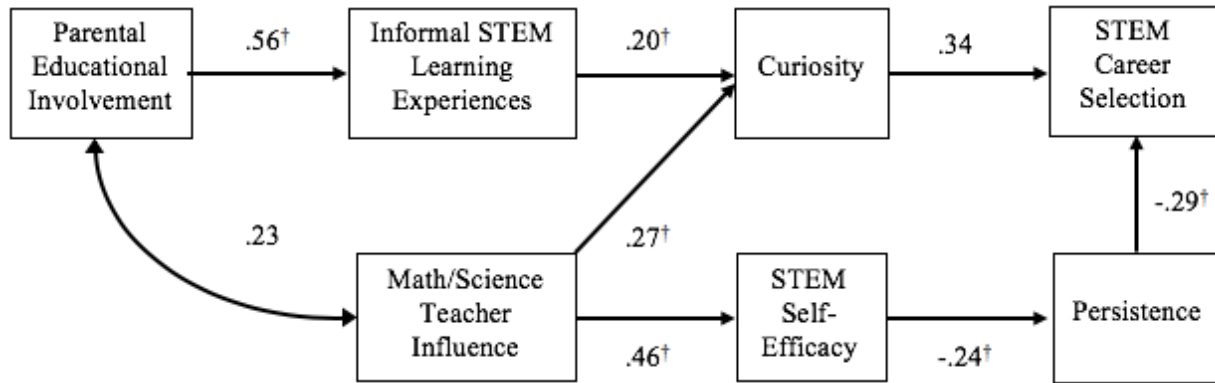 Parental
Educational
Involvement
.56†
Informal STEM
Learning
Experiences
.20†
Curiosity
.34
STEM
Career
Selection
.23
.27†
-.29†
Math/Science
Teacher
Influence
.46†
STEM
Self-
Efficacy
-.24†
Persistence